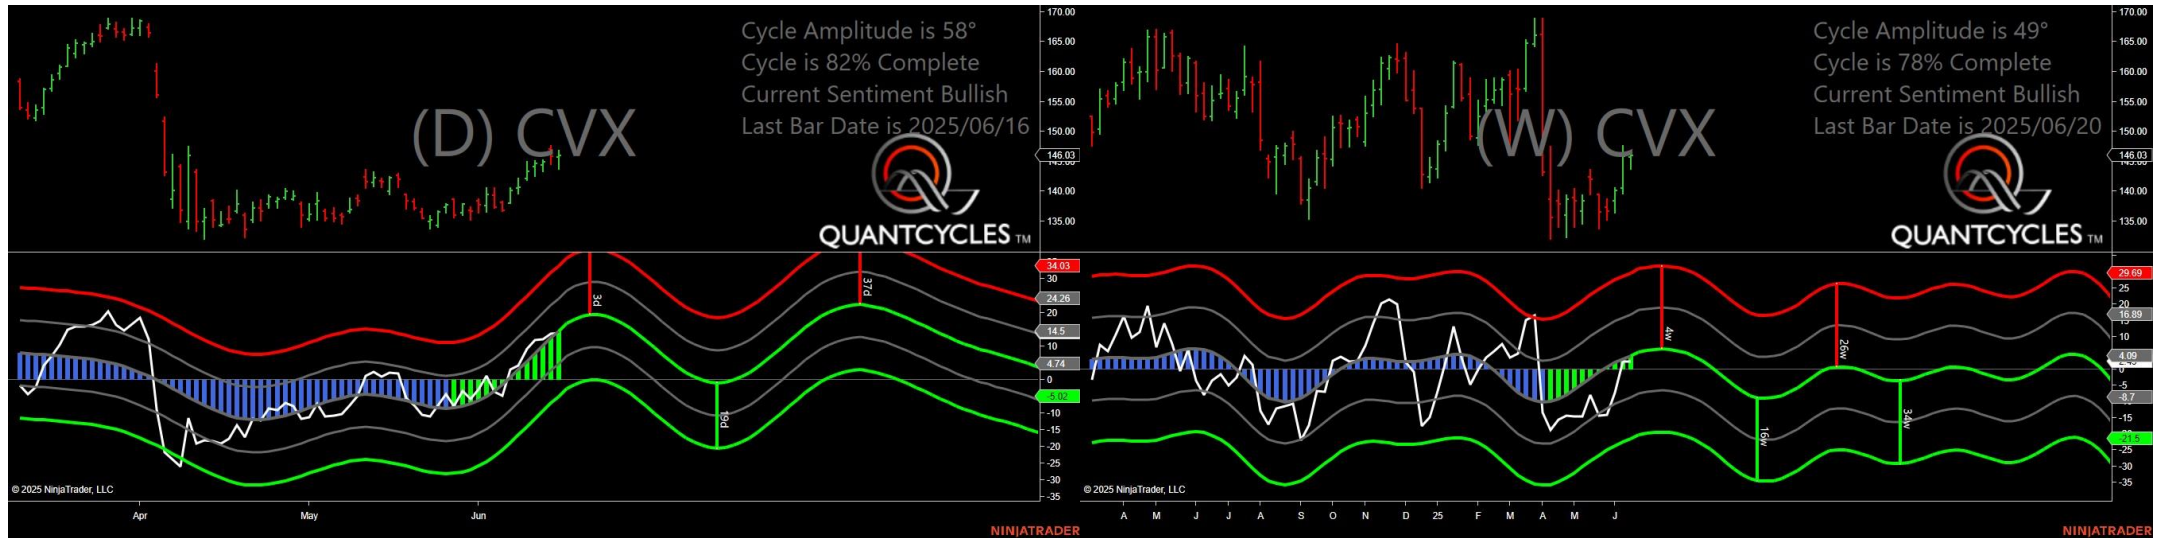 Cycle Amplitude is 58°
Cycle is 82% Complete
Current Sentiment Bullish
Last Bar Date is 2025/06/16
(D) CVX
QUANTCYCLES TM
170.00
165.00
160.00
155.00
150.00
146.03
140.00
135.00
34.03
30
24.26
20
14.5
10
4.74
0
-5.02
-10
-15
-20
-25
-30
-35
3d
19d
37d
© 2025 NinjaTrader, LLC
Apr May Jun
NINJATRADER
Cycle Amplitude is 49°
Cycle is 78% Complete
Current Sentiment Bullish
Last Bar Date is 2025/06/20
(W) CVX
QUANTCYCLES TM
170.00
165.00
160.00
155.00
150.00
146.03
140.00
135.00
29.69
25
20
16.89
10
4.09
-5
-8.7
-15
-21.5
-25
-30
-35
4w
16w
26w
34w
© 2025 NinjaTrader, LLC
A M J J A S O N D 25 F M A M J
NINJATRADER